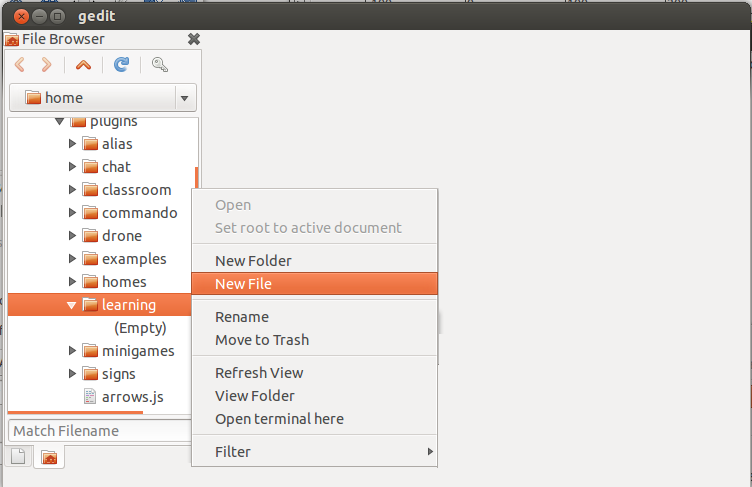 gedit
File Browser
home
plugins
alias
chat
classroom
commando
drone
examples
homes
learning
(Empty)
minigames
signs
arrows.js
Match Filename
Open
Set root to active document
New Folder
New File
Rename
Move to Trash
Refresh View
View Folder
Open terminal here
Filter